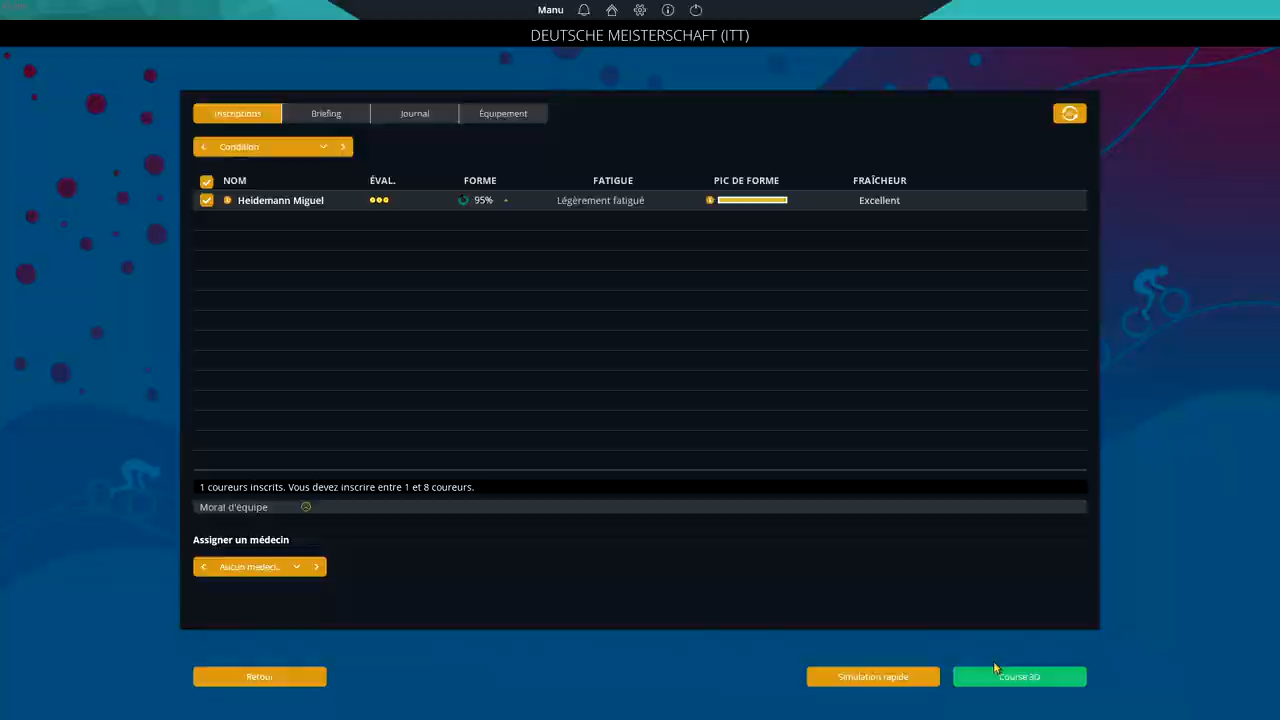 Manu
DEUTSCHE MEISTERSCHAFT (ITT)
Inscriptions Briefing Journal Équipement
Condition
NOM ÉVAL. FORME FATIGUE PIC DE FORME FRAÎCHEUR
Heidemann Miguel 95% Légèrement fatigué Excellent
1 coureurs inscrits. Vous devez inscrire entre 1 et 8 coureurs.
Moral d'équipe
Assigner un médecin
Aucun médeci...
Retour Simulation rapide Course 3D